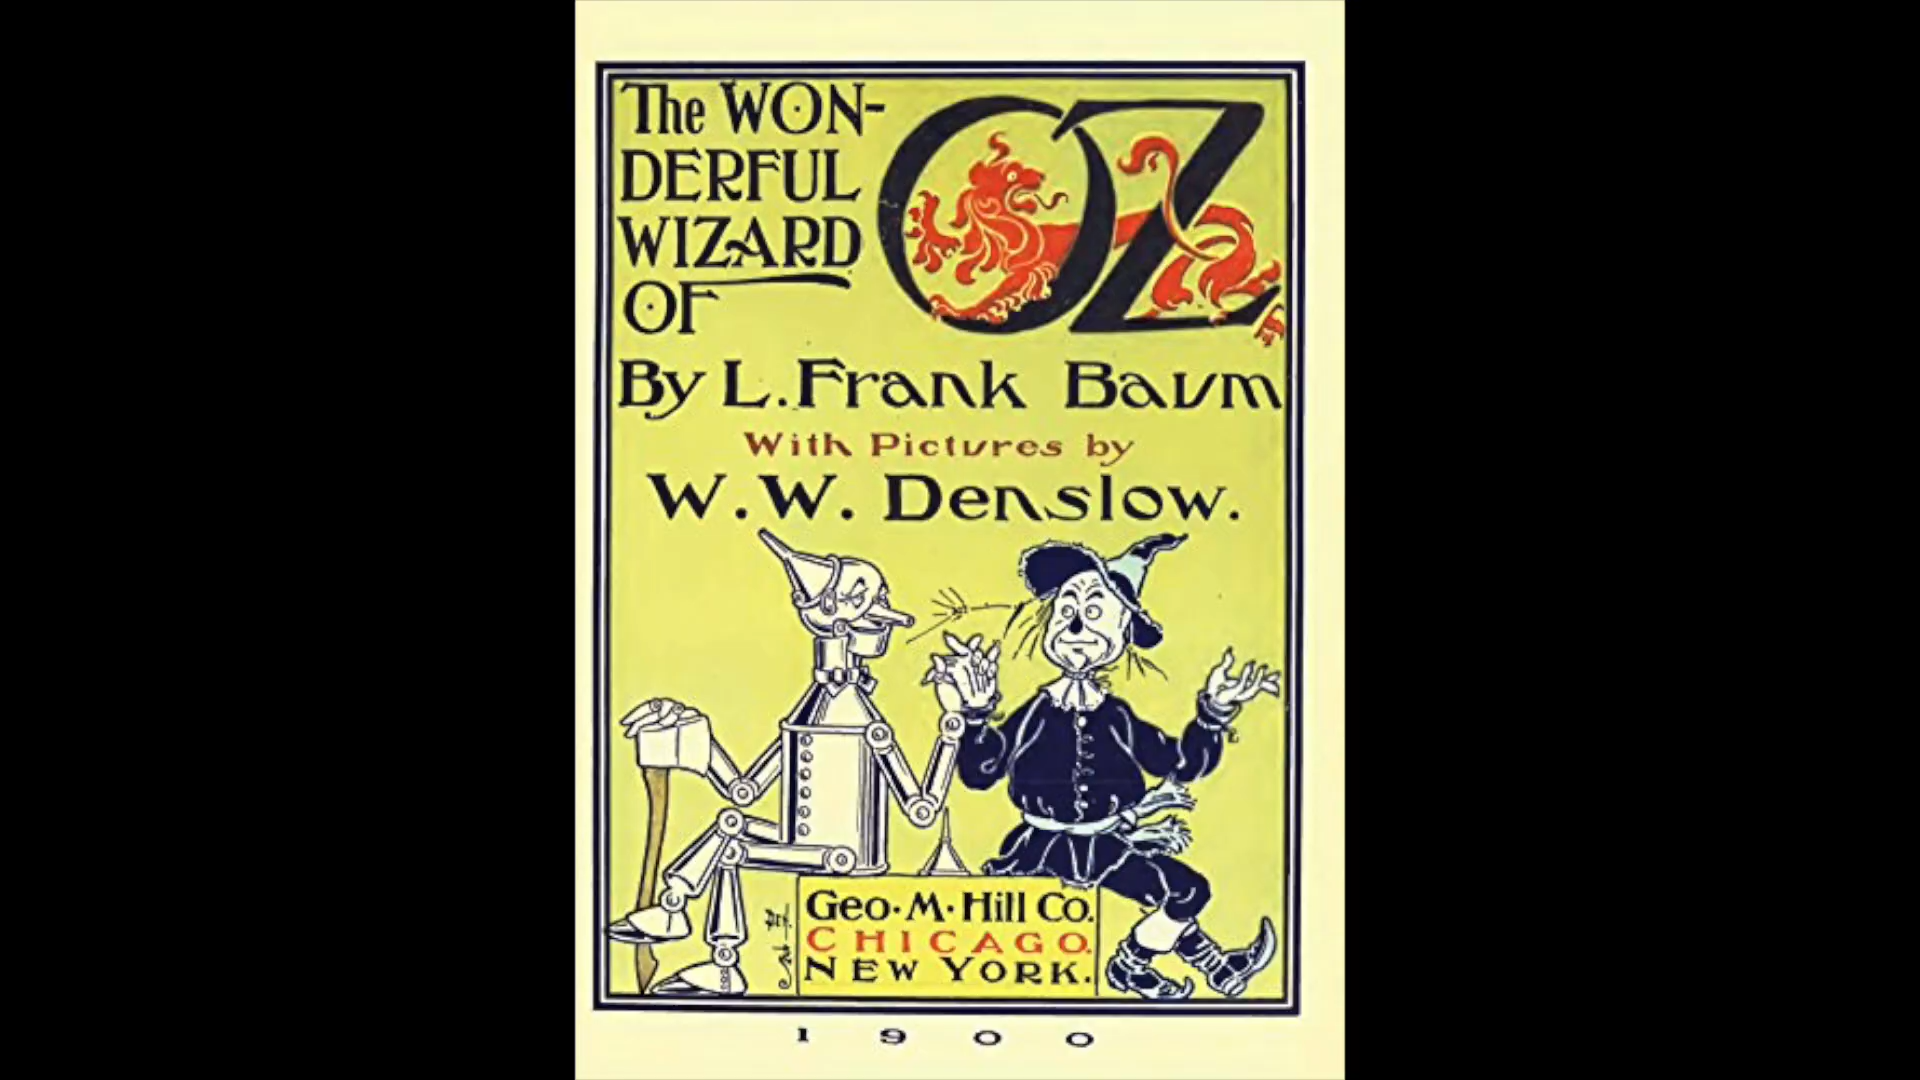 The WON-
DERFUL
WIZARD
OF
OZ
By L. Frank Baum
With Pictures by
W. W. Denslow.
Geo. M. Hill Co.
CHICAGO.
NEW YORK.
1900